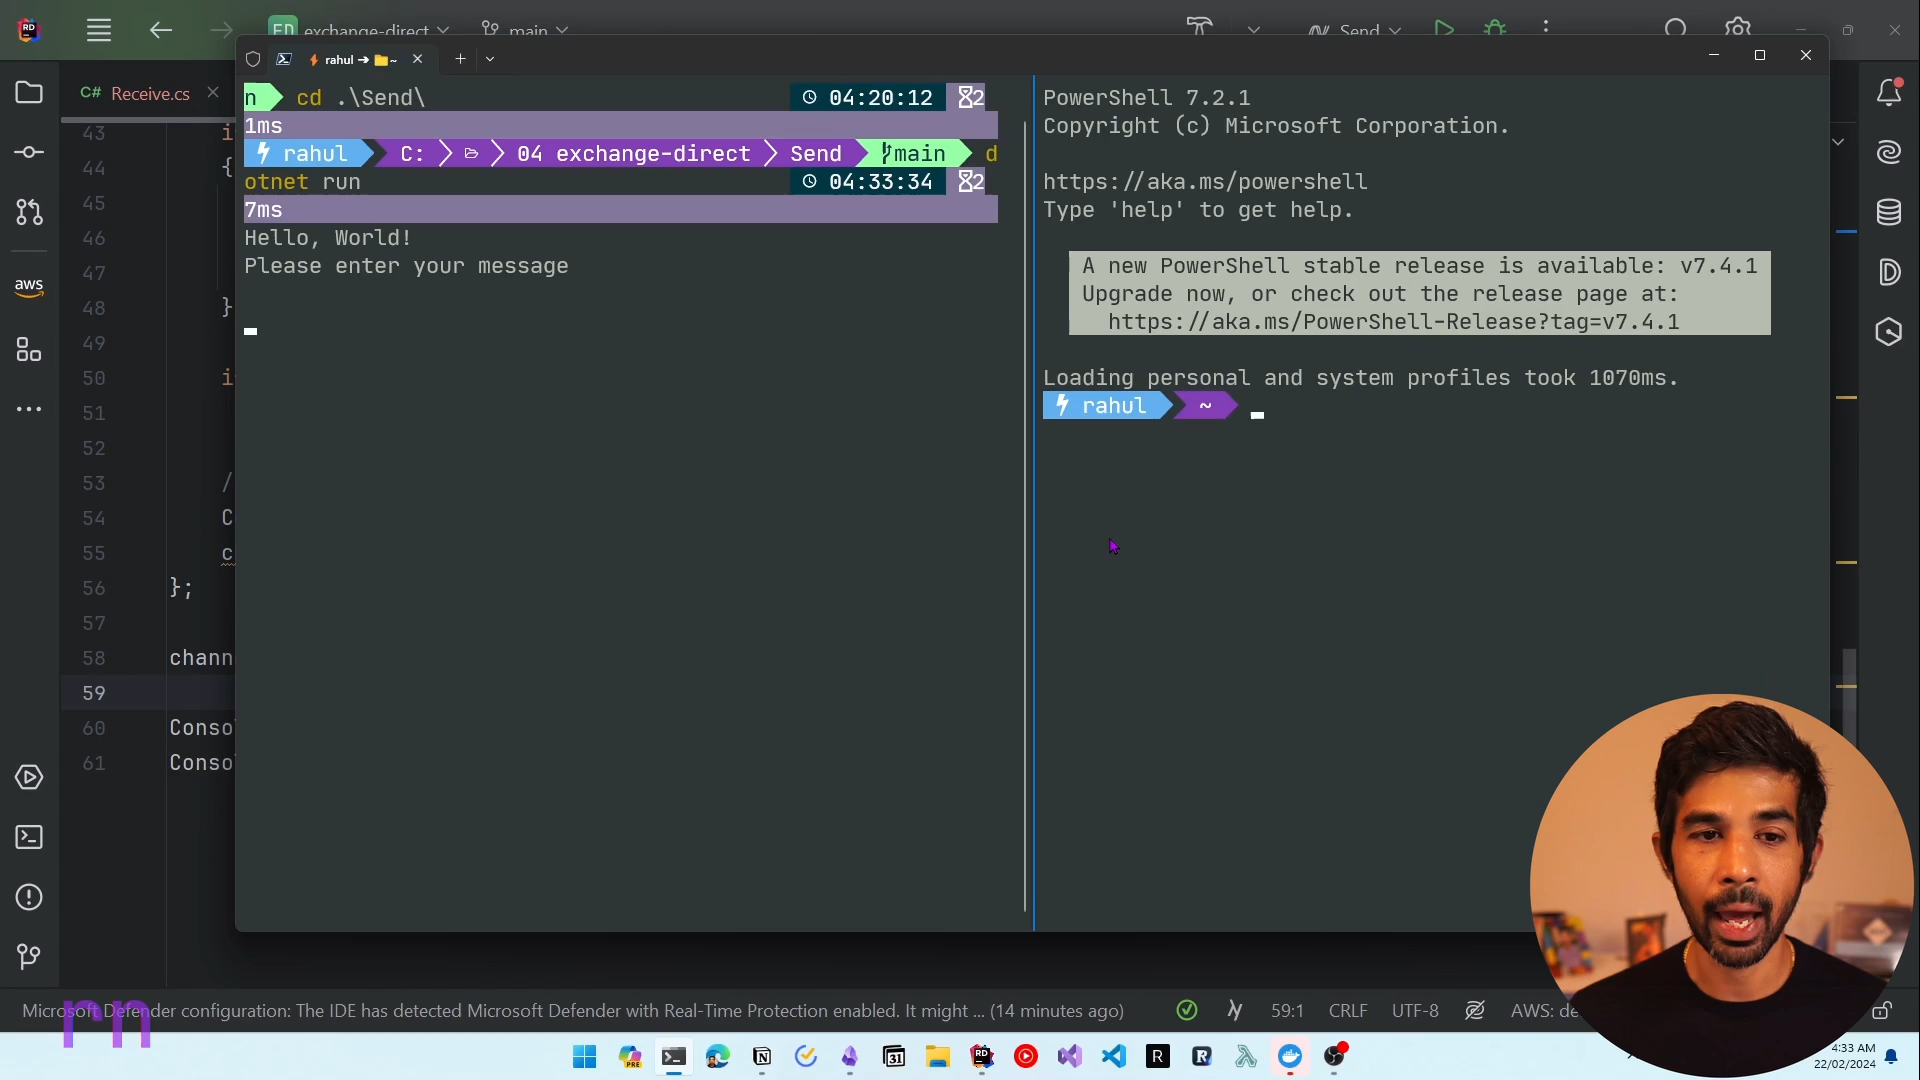 exchange-direct
main
Send
rahul ➔ ~
C# Receive.cs
43
44 {
45
46
47
48 }
49
50
51
52
53 /
54 C
55 c
56 };
57
58 chann
59
60 Conso
61 Conso
n cd .\Send\ 04:20:12 2
1ms
rahul C: 04 exchange-direct Send main d
otnet run 04:33:34 2
7ms
Hello, World!
Please enter your message
PowerShell 7.2.1
Copyright (c) Microsoft Corporation.
https://aka.ms/powershell
Type 'help' to get help.
A new PowerShell stable release is available: v7.4.1
Upgrade now, or check out the release page at:
https://aka.ms/PowerShell-Release?tag=v7.4.1
Loading personal and system profiles took 1070ms.
rahul ~
aws
Microsoft Defender configuration: The IDE has detected Microsoft Defender with Real-Time Protection enabled. It might ... (14 minutes ago)
59:1 CRLF UTF-8 AWS: de
rn
4:33 AM
22/02/2024